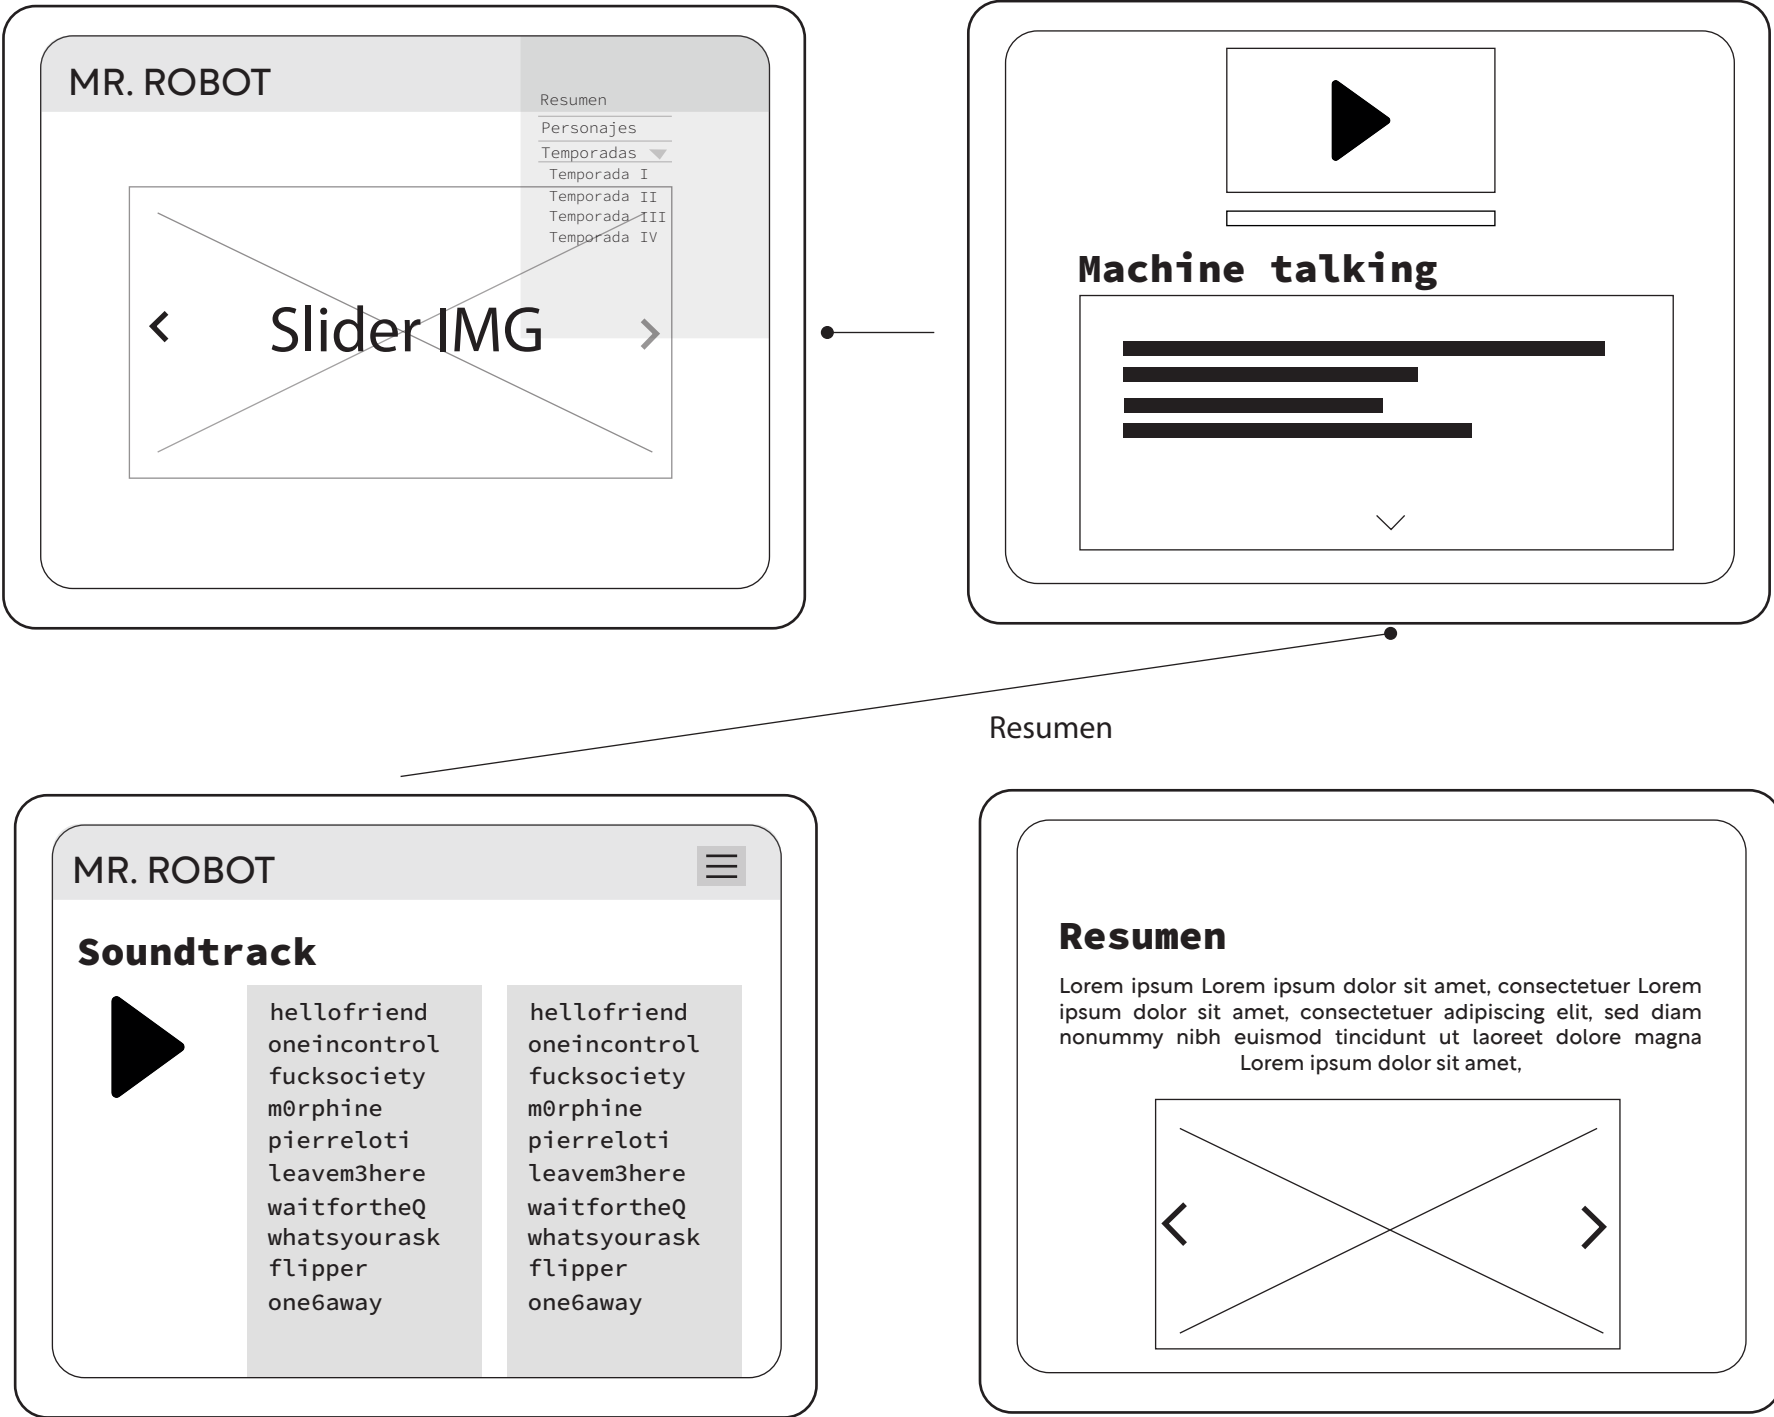 MR. ROBOT
Resumen
Personajes
Temporadas
Temporada I
Temporada II
Temporada III
Temporada IV
Slider IMG
Machine talking
Resumen
MR. ROBOT
Soundtrack
hellofriend
oneincontrol
fucksociety
m0rphine
pierreloti
leavem3here
waitfortheQ
whatsyourask
flipper
one6away
hellofriend
oneincontrol
fucksociety
m0rphine
pierreloti
leavem3here
waitfortheQ
whatsyourask
flipper
one6away
Resumen
Lorem ipsum Lorem ipsum dolor sit amet, consectetuer Lorem
ipsum dolor sit amet, consectetuer adipiscing elit, sed diam
nonummy nibh euismod tincidunt ut laoreet dolore magna
Lorem ipsum dolor sit amet,